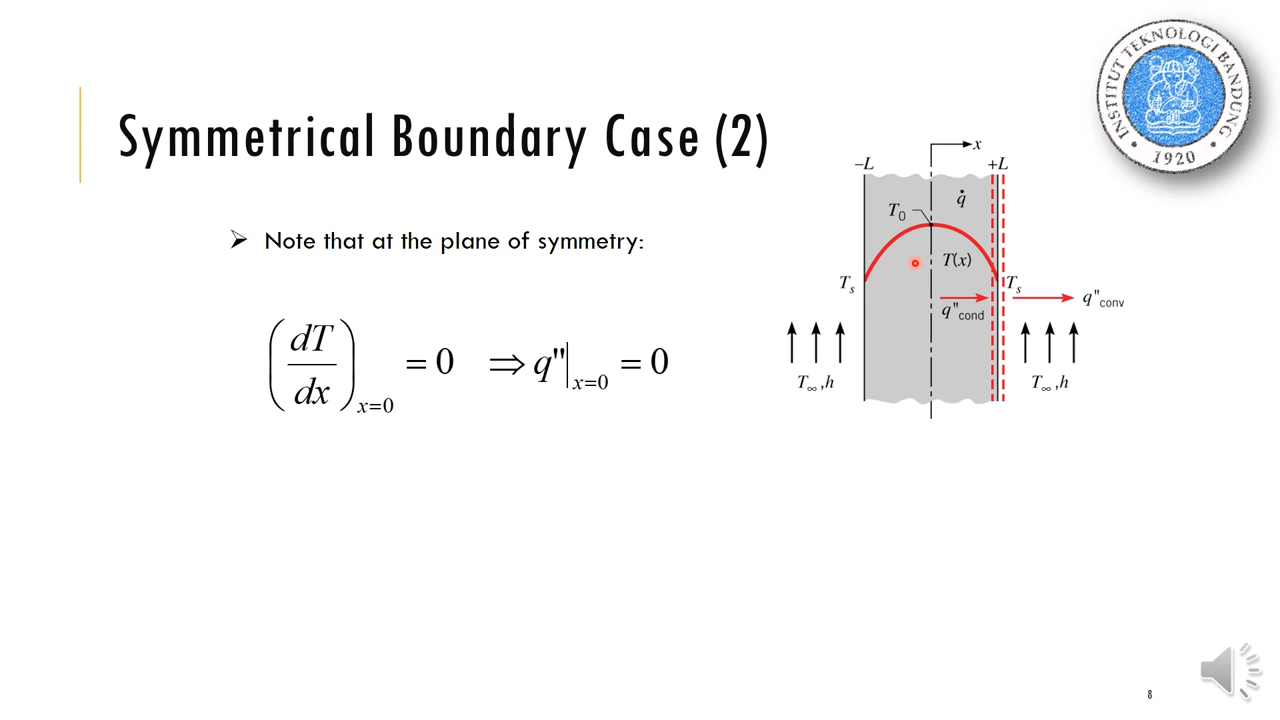 Symmetrical Boundary Case (2)
INSTITUT TEKNOLOGI BANDUNG
1920
➢ Note that at the plane of symmetry:
(dT/dx)x=0 = 0 ⇒ q"|x=0 = 0
x
–L
+L
q̇
T0
T(x)
Ts
Ts
q"cond
q"conv
T∞,h
T∞,h
8